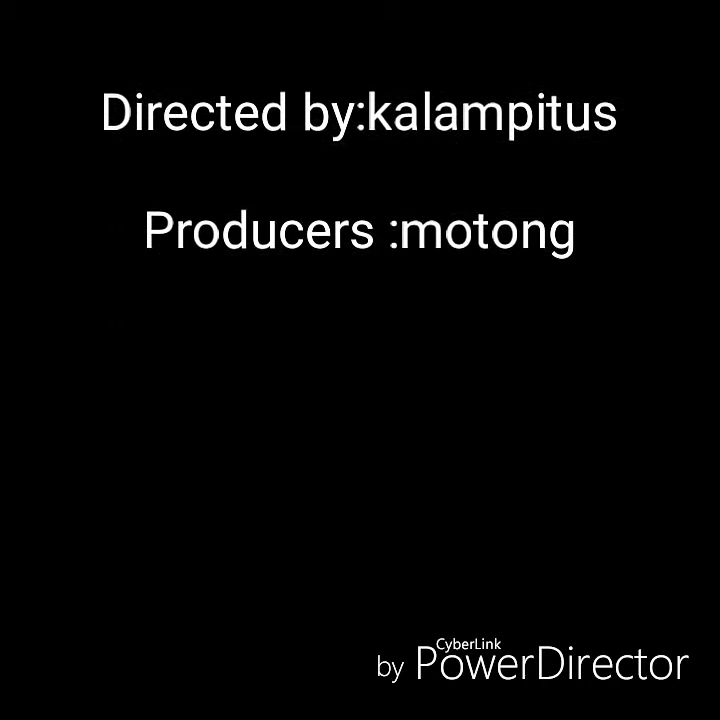 Directed by:kalampitus
Producers :motong
CyberLink
by PowerDirector